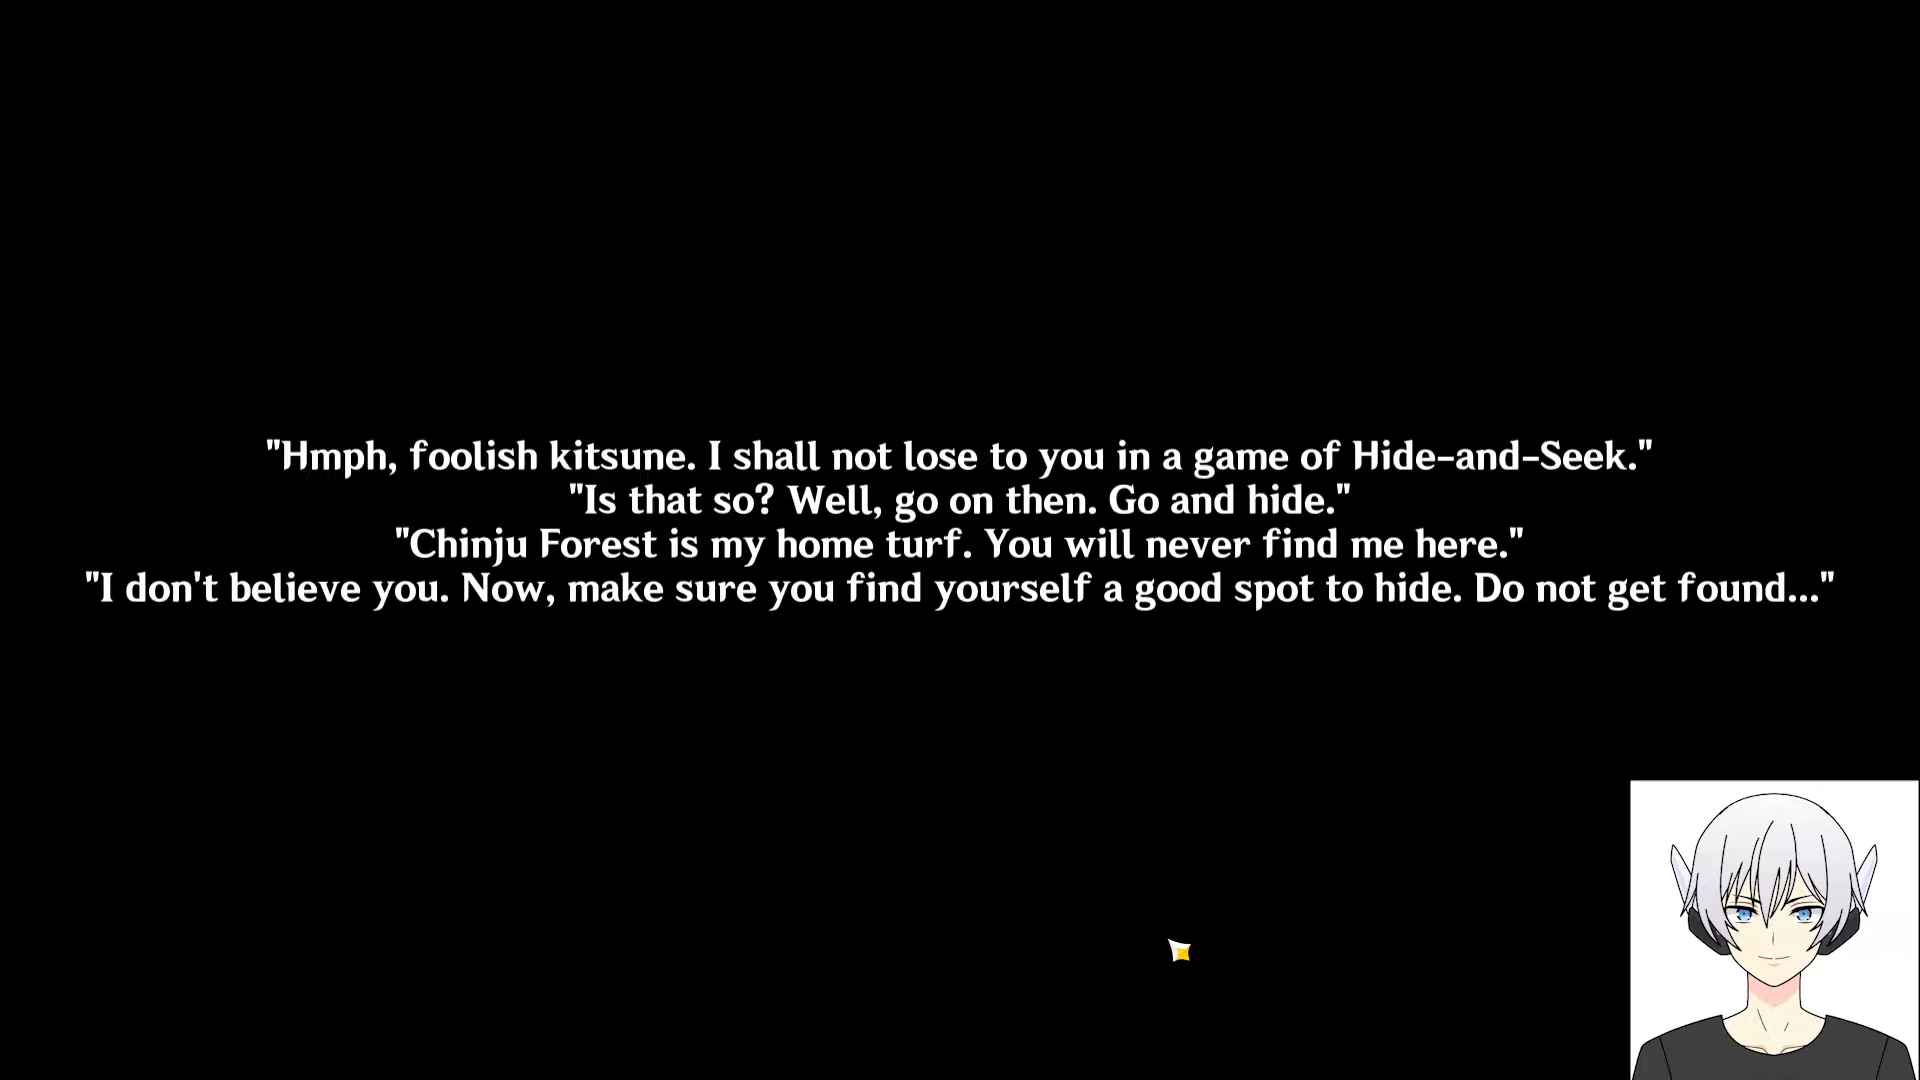 "Hmph, foolish kitsune. I shall not lose to you in a game of Hide-and-Seek."
"Is that so? Well, go on then. Go and hide."
"Chinju Forest is my home turf. You will never find me here."
"I don't believe you. Now, make sure you find yourself a good spot to hide. Do not get found..."